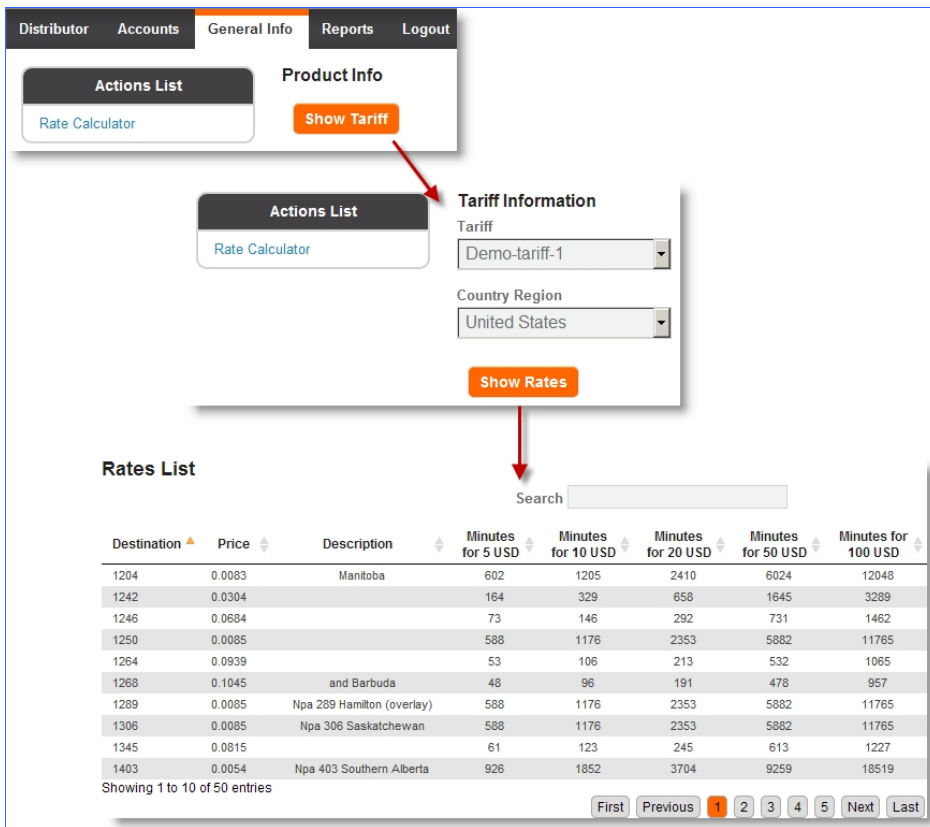 Distributor Accounts General Info Reports Logout
Actions List
Rate Calculator
Product Info
Show Tariff
Actions List
Rate Calculator
Tariff Information
Tariff
Demo-tariff-1
Country Region
United States
Show Rates
Rates List
Search
Destination Price Description Minutes for 5 USD Minutes for 10 USD Minutes for 20 USD Minutes for 50 USD Minutes for 100 USD
1204 0.0083 Manitoba 602 1205 2410 6024 12048
1242 0.0304 164 329 658 1645 3289
1246 0.0684 73 146 292 731 1462
1250 0.0085 588 1176 2353 5882 11765
1264 0.0939 53 106 213 532 1065
1268 0.1045 and Barbuda 48 96 191 478 957
1289 0.0085 Npa 289 Hamilton (overlay) 588 1176 2353 5882 11765
1306 0.0085 Npa 306 Saskatchewan 588 1176 2353 5882 11765
1345 0.0815 61 123 245 613 1227
1403 0.0054 Npa 403 Southern Alberta 926 1852 3704 9259 18519
Showing 1 to 10 of 50 entries
First Previous 1 2 3 4 5 Next Last